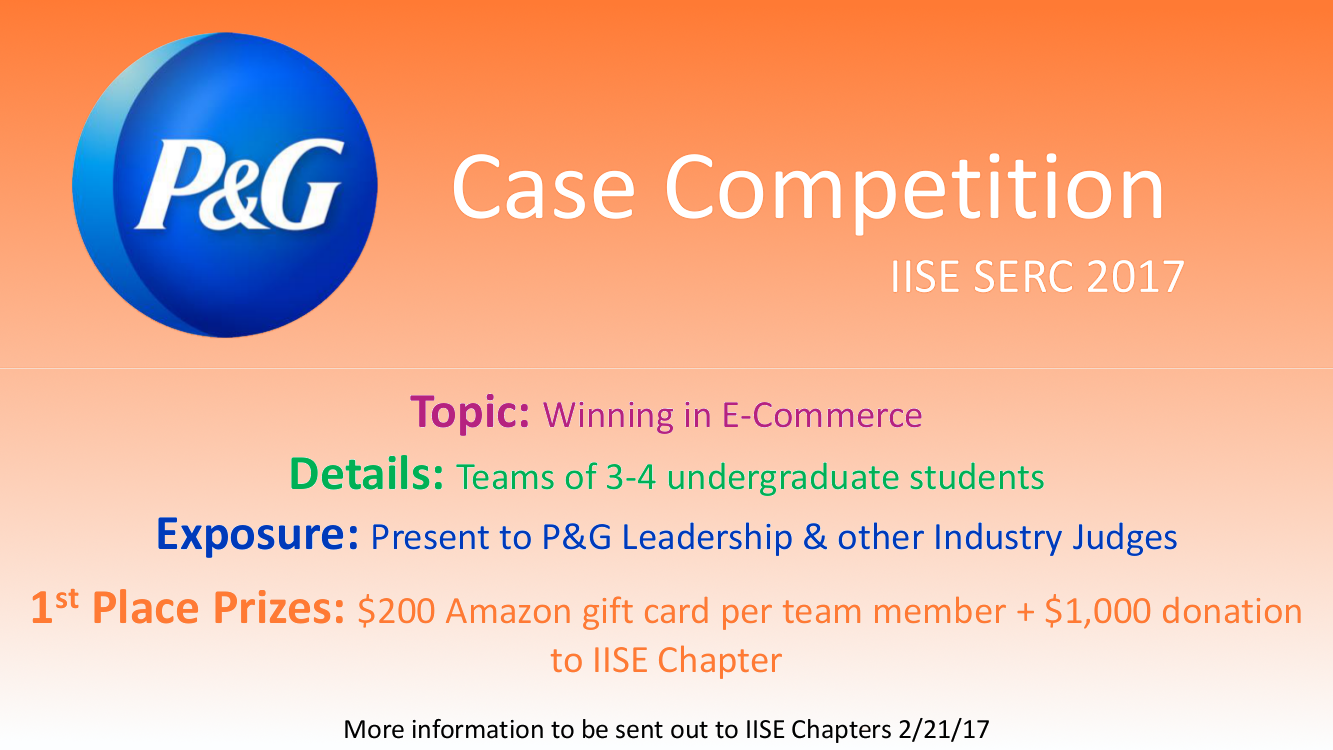 P&G
Case Competition
IISE SERC 2017
Topic: Winning in E-Commerce
Details: Teams of 3-4 undergraduate students
Exposure: Present to P&G Leadership & other Industry Judges
1st Place Prizes: $200 Amazon gift card per team member + $1,000 donation
to IISE Chapter
More information to be sent out to IISE Chapters 2/21/17